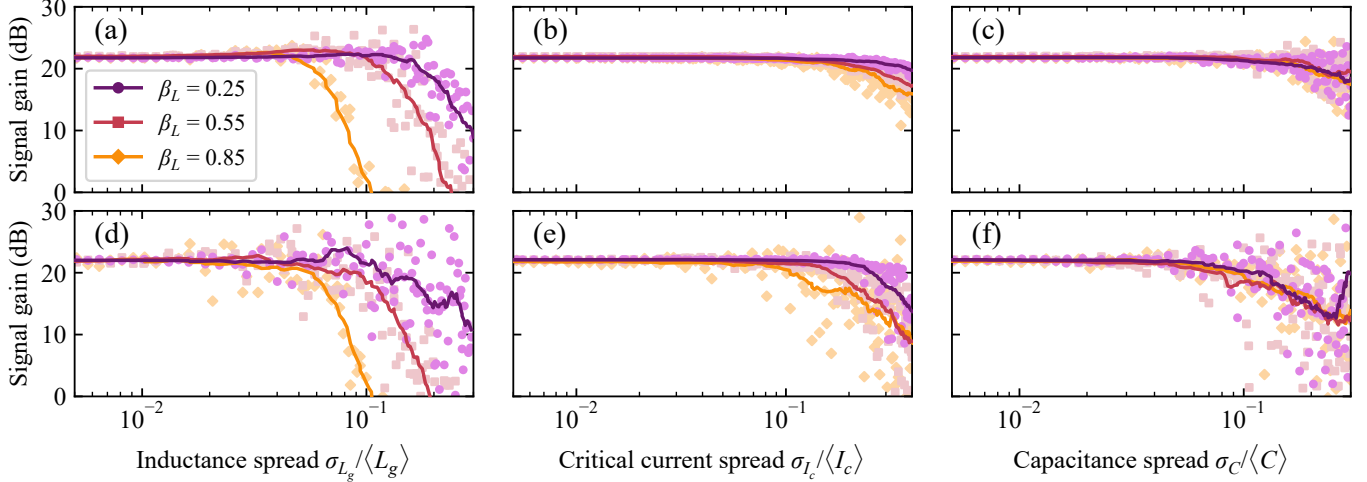 (a)
(b)
(c)
Signal gain (dB)
30
20
10
0
β_L = 0.25
β_L = 0.55
β_L = 0.85
(d)
(e)
(f)
Signal gain (dB)
30
20
10
0
10⁻² 10⁻¹
10⁻² 10⁻¹
10⁻² 10⁻¹
Inductance spread σ_{L_g}/⟨L_g⟩
Critical current spread σ_{I_c}/⟨I_c⟩
Capacitance spread σ_C/⟨C⟩